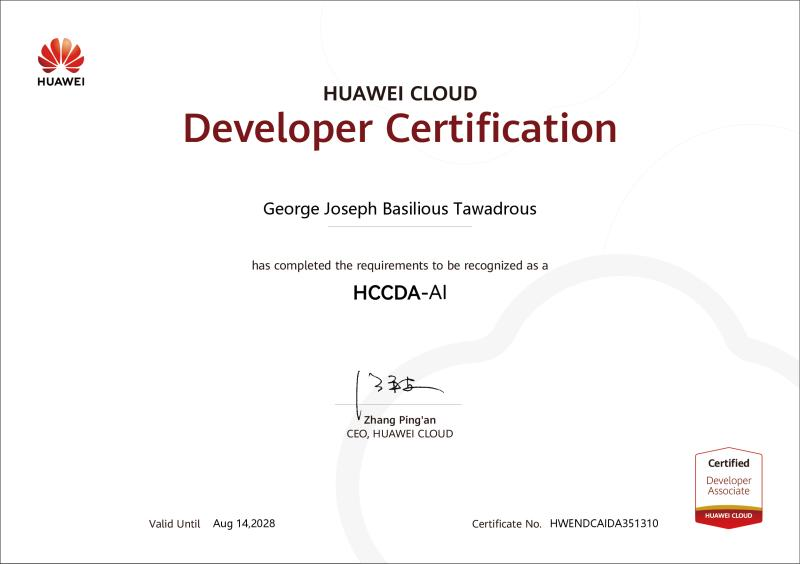 HUAWEI
HUAWEI CLOUD
Developer Certification
George Joseph Basilious Tawadrous
has completed the requirements to be recognized as a
HCCDA-AI
Zhang Ping'an
CEO, HUAWEI CLOUD
Certified
Developer
Associate
HUAWEI CLOUD
Valid Until Aug 14,2028
Certificate No. HWENDCAIDA351310